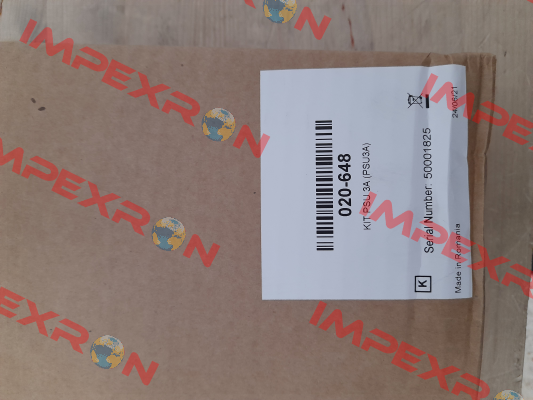 020-648
KIT PSU 3A (PSU3A)
K
Serial Number: 50001825
Made in Romania
24/06/21
IMPEXRON
IMPEXRON
IMPEXRON
IMPEXRON
IMPEXRON